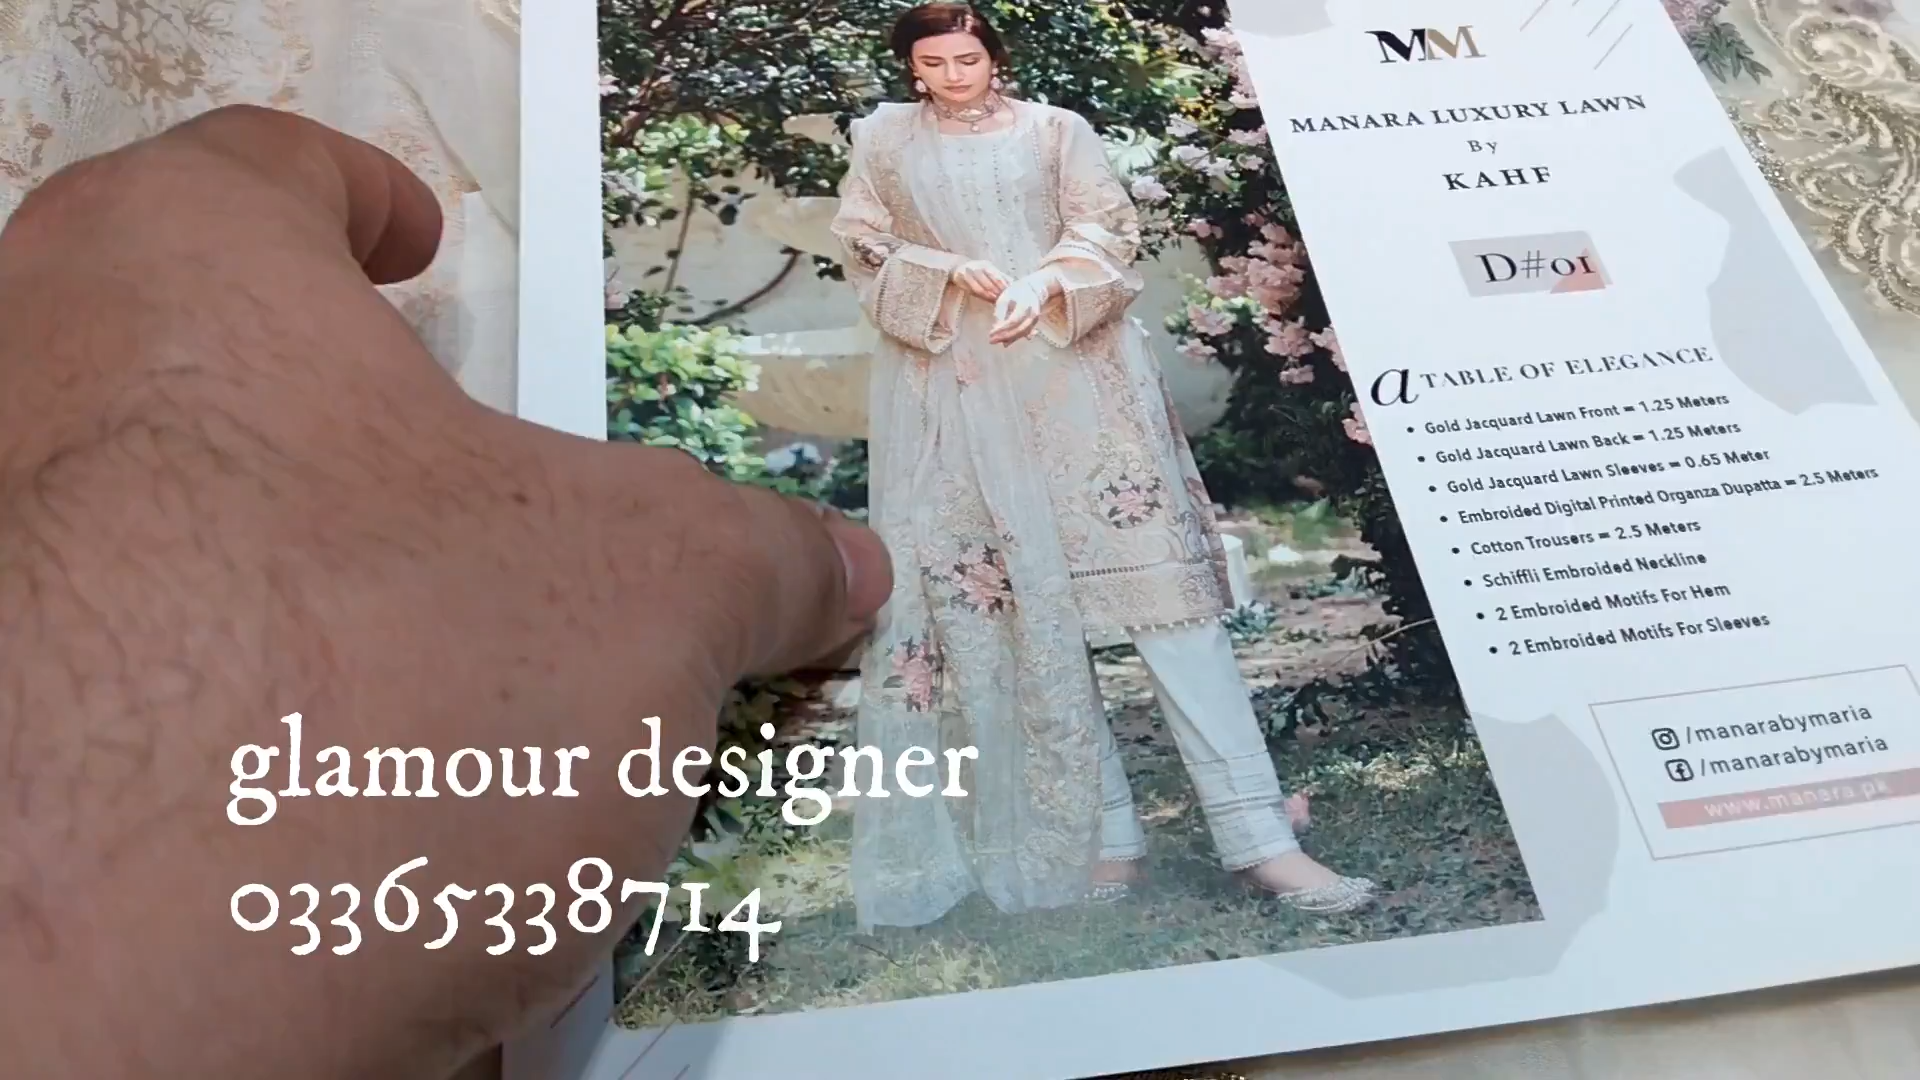 MM
MANARA LUXURY LAWN
By
KAHF
D#01
a TABLE OF ELEGANCE
• Gold Jacquard Lawn Front = 1.25 Meters
• Gold Jacquard Lawn Back = 1.25 Meters
• Gold Jacquard Lawn Sleeves = 0.65 Meter
• Embroided Digital Printed Organza Dupatta = 2.5 Meters
• Cotton Trousers = 2.5 Meters
• Schiffli Embroided Neckline
• 2 Embroided Motifs For Hem
• 2 Embroided Motifs For Sleeves
/manarabymaria
/manarabymaria
www.manara.pk
glamour designer
03365338714